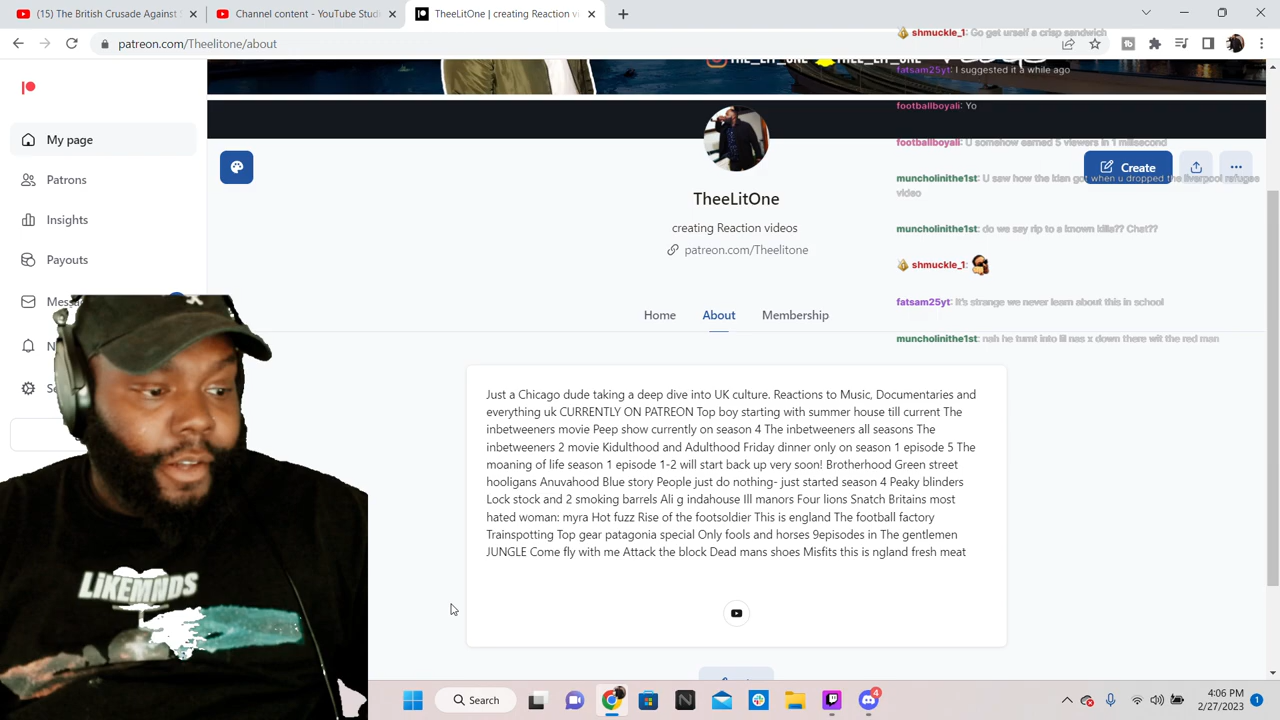 (15) 5 times that British Crusade
(15) Chentel - YouTube
TheeLitOne | creating Reaction vi
patreon.com/Theelitone/about
shmuckle_1: Go get urself a crisp sandwich
fatsam25yt: I suggested it a while ago
footballboyali: Yo
footballboyali: U somehow earned 5 viewers in 1 millisecond
muncholinithe1st: U saw how the Idan got when u dropped the liverpool refugee
video
muncholinithe1st: do we say rip to a known killa?? Chat??
shmuckle_1:
fatsam25yt: It's strange we never learn about this in school
muncholinithe1st: nah he turnt into lil nas x down there wit the red man
My page
Patrons
Insights
Payouts
Create
TheeLitOne
creating Reaction videos
patreon.com/Theelitone
Home About Membership
Just a Chicago dude taking a deep dive into UK culture. Reactions to Music, Documentaries and
everything uk CURRENTLY ON PATREON Top boy starting with summer house till current The
inbetweeners movie Peep show currently on season 4 The inbetweeners all seasons The
inbetweeners 2 movie Kidulthood and Adulthood Friday dinner only on season 1 episode 5 The
moaning of life season 1 episode 1-2 will start back up very soon! Brotherhood Green street
hooligans Anuvahood Blue story People just do nothing- just started season 4 Peaky blinders
Lock stock and 2 smoking barrels Ali g indahouse Ill manors Four lions Snatch Britains most
hated woman: myra Hot fuzz Rise of the footsoldier This is england The football factory
Trainspotting Top gear patagonia special Only fools and horses 9episodes in The gentlemen
JUNGLE Come fly with me Attack the block Dead mans shoes Misfits this is ngland fresh meat
LIKEMNDS
Search
4
4:06 PM
2/27/2023
1